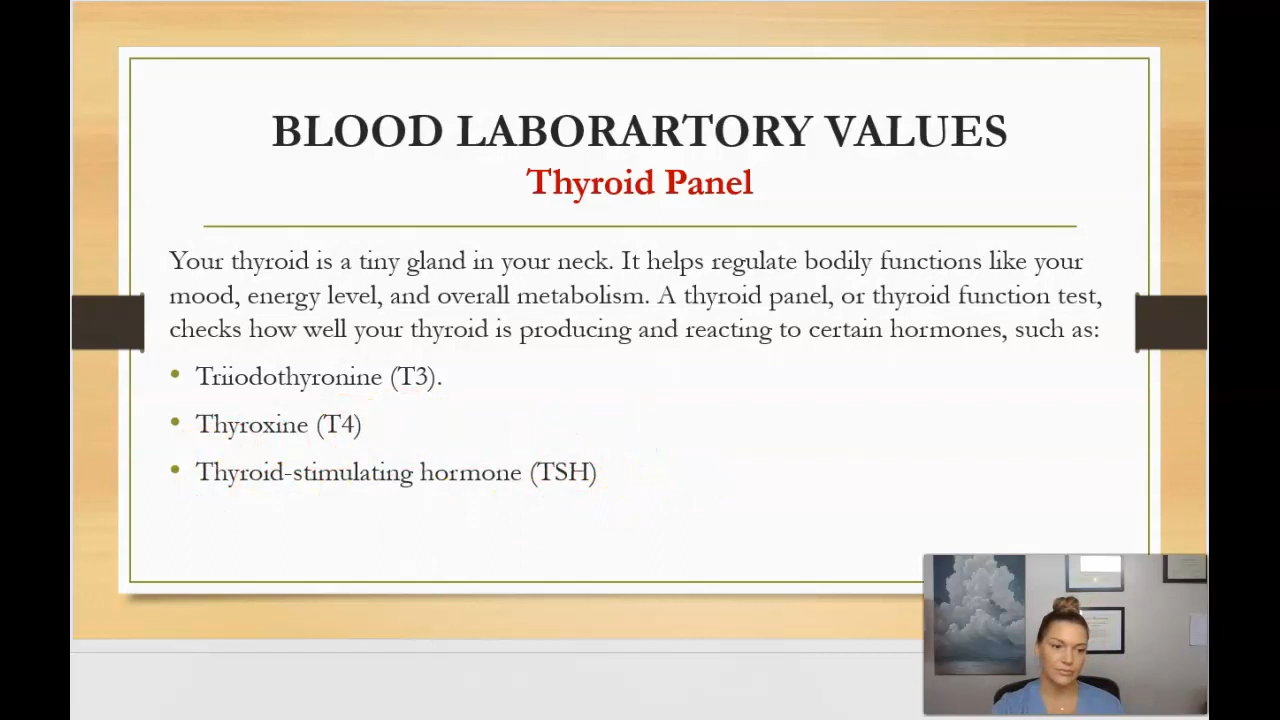 BLOOD LABORARTORY VALUES
Thyroid Panel
Your thyroid is a tiny gland in your neck. It helps regulate bodily functions like your
mood, energy level, and overall metabolism. A thyroid panel, or thyroid function test,
checks how well your thyroid is producing and reacting to certain hormones, such as:
• Triiodothyronine (T3).
• Thyroxine (T4)
• Thyroid-stimulating hormone (TSH)